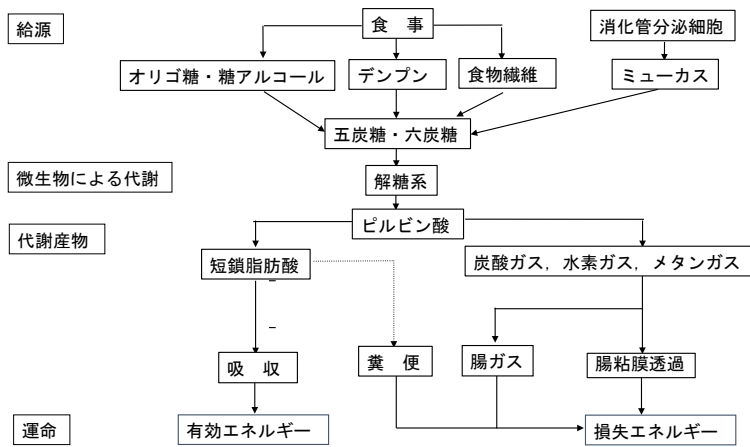 給源
食　事
消化管分泌細胞
オリゴ糖・糖アルコール
デンプン
食物繊維
ミューカス
五炭糖・六炭糖
微生物による代謝
解糖系
代謝産物
ピルビン酸
短鎖脂肪酸
炭酸ガス，水素ガス，メタンガス
吸　収
糞　便
腸ガス
腸粘膜透過
運命
有効エネルギー
損失エネルギー